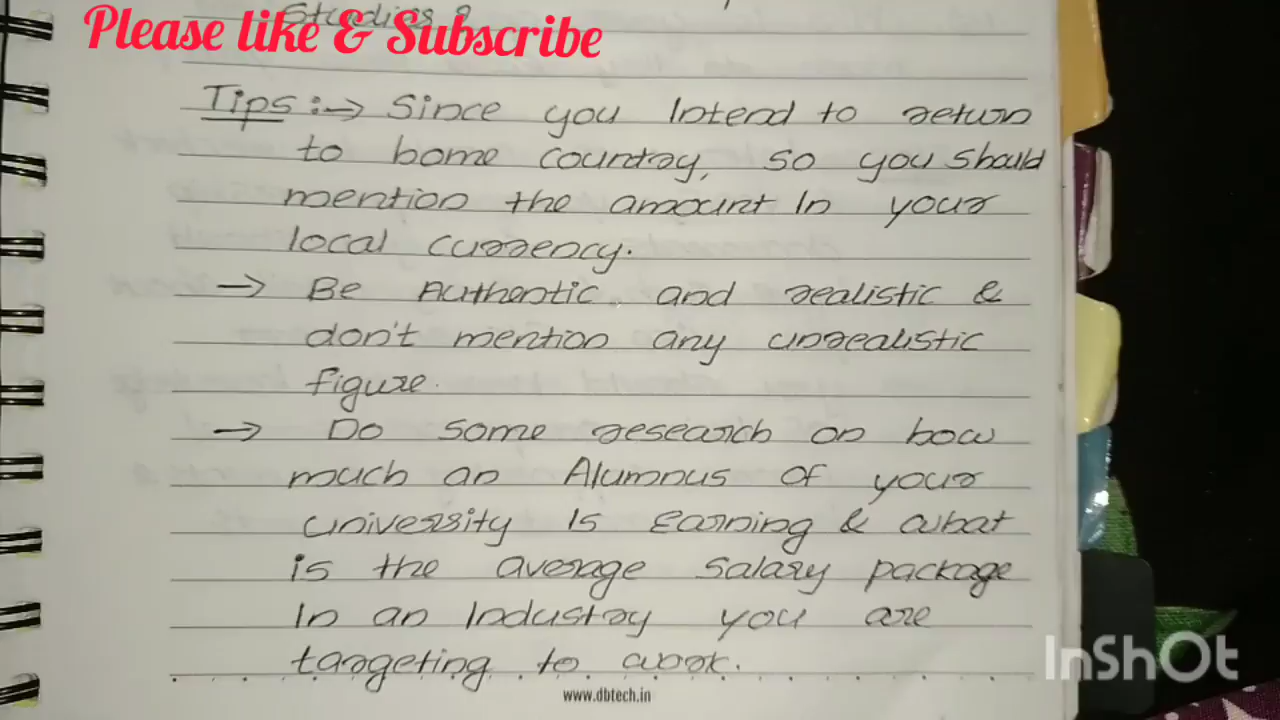 Studies ?
Please like & Subscribe
Tips :→ Since you Intend to return
to home country, so you should
mention the amount In your
local currency.
→ Be Authentic and realistic &
don't mention any unrealistic
figure.
→ Do some research on how
much an Alumnus of your
university Is Earning & what
is the average salary package
In an Industry you are
targeting to work.
www.dbtech.in
InShOt